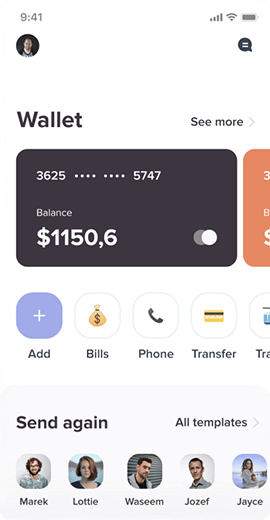 9:41
Wallet
See more
3625 •••• •••• 5747
3
Balance
B
$1150,6
$
Add
Bills
Phone
Transfer
Tra
Send again
All templates
Marek
Lottie
Waseem
Jozef
Jayce